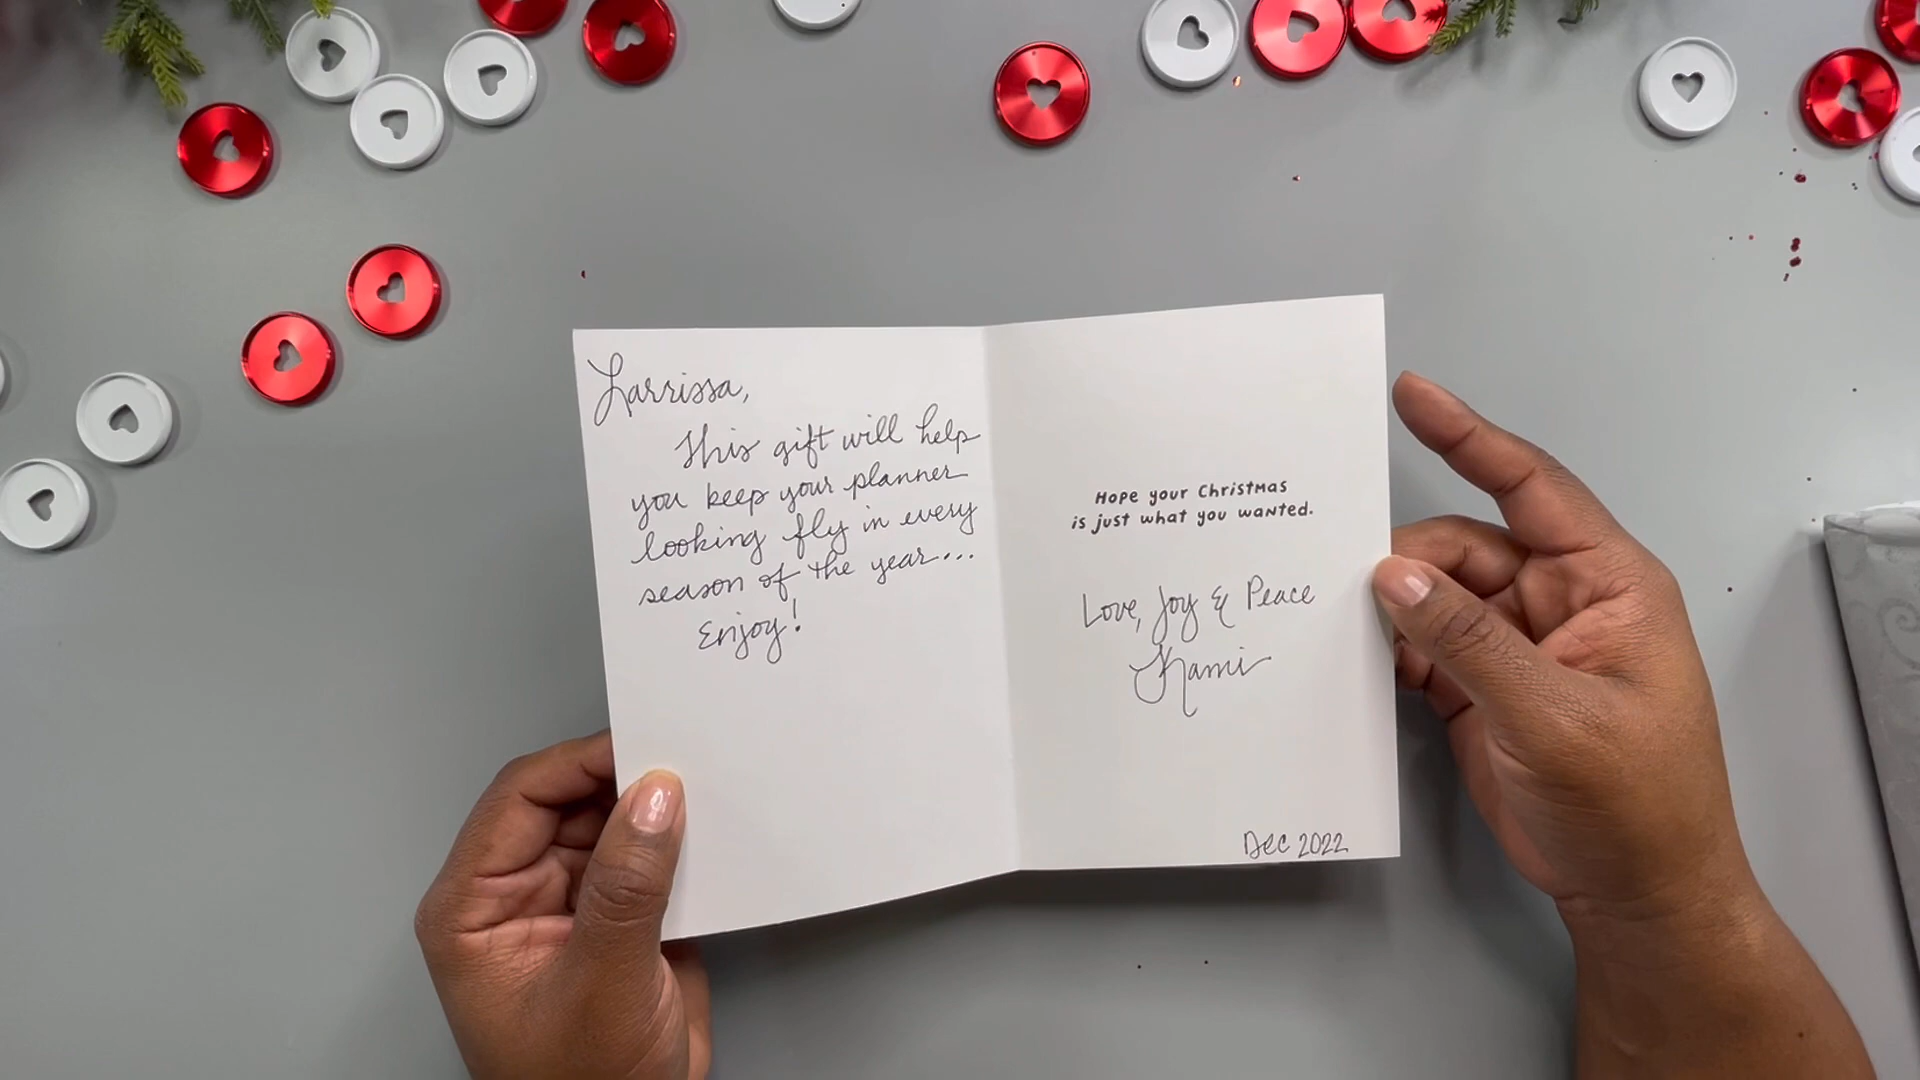 Larrissa,
This gift will help
you keep your planner
looking fly in every
season of the year...
Enjoy!
Hope your Christmas
is just what you wanted.
Love, Joy & Peace
Kami
Dec 2022